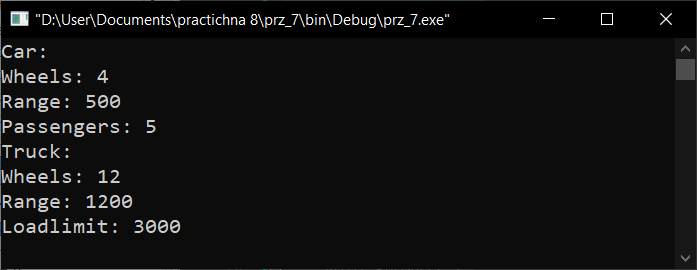 "D:\User\Documents\practichna 8\prz_7\bin\Debug\prz_7.exe"
Car:
Wheels: 4
Range: 500
Passengers: 5
Truck:
Wheels: 12
Range: 1200
Loadlimit: 3000